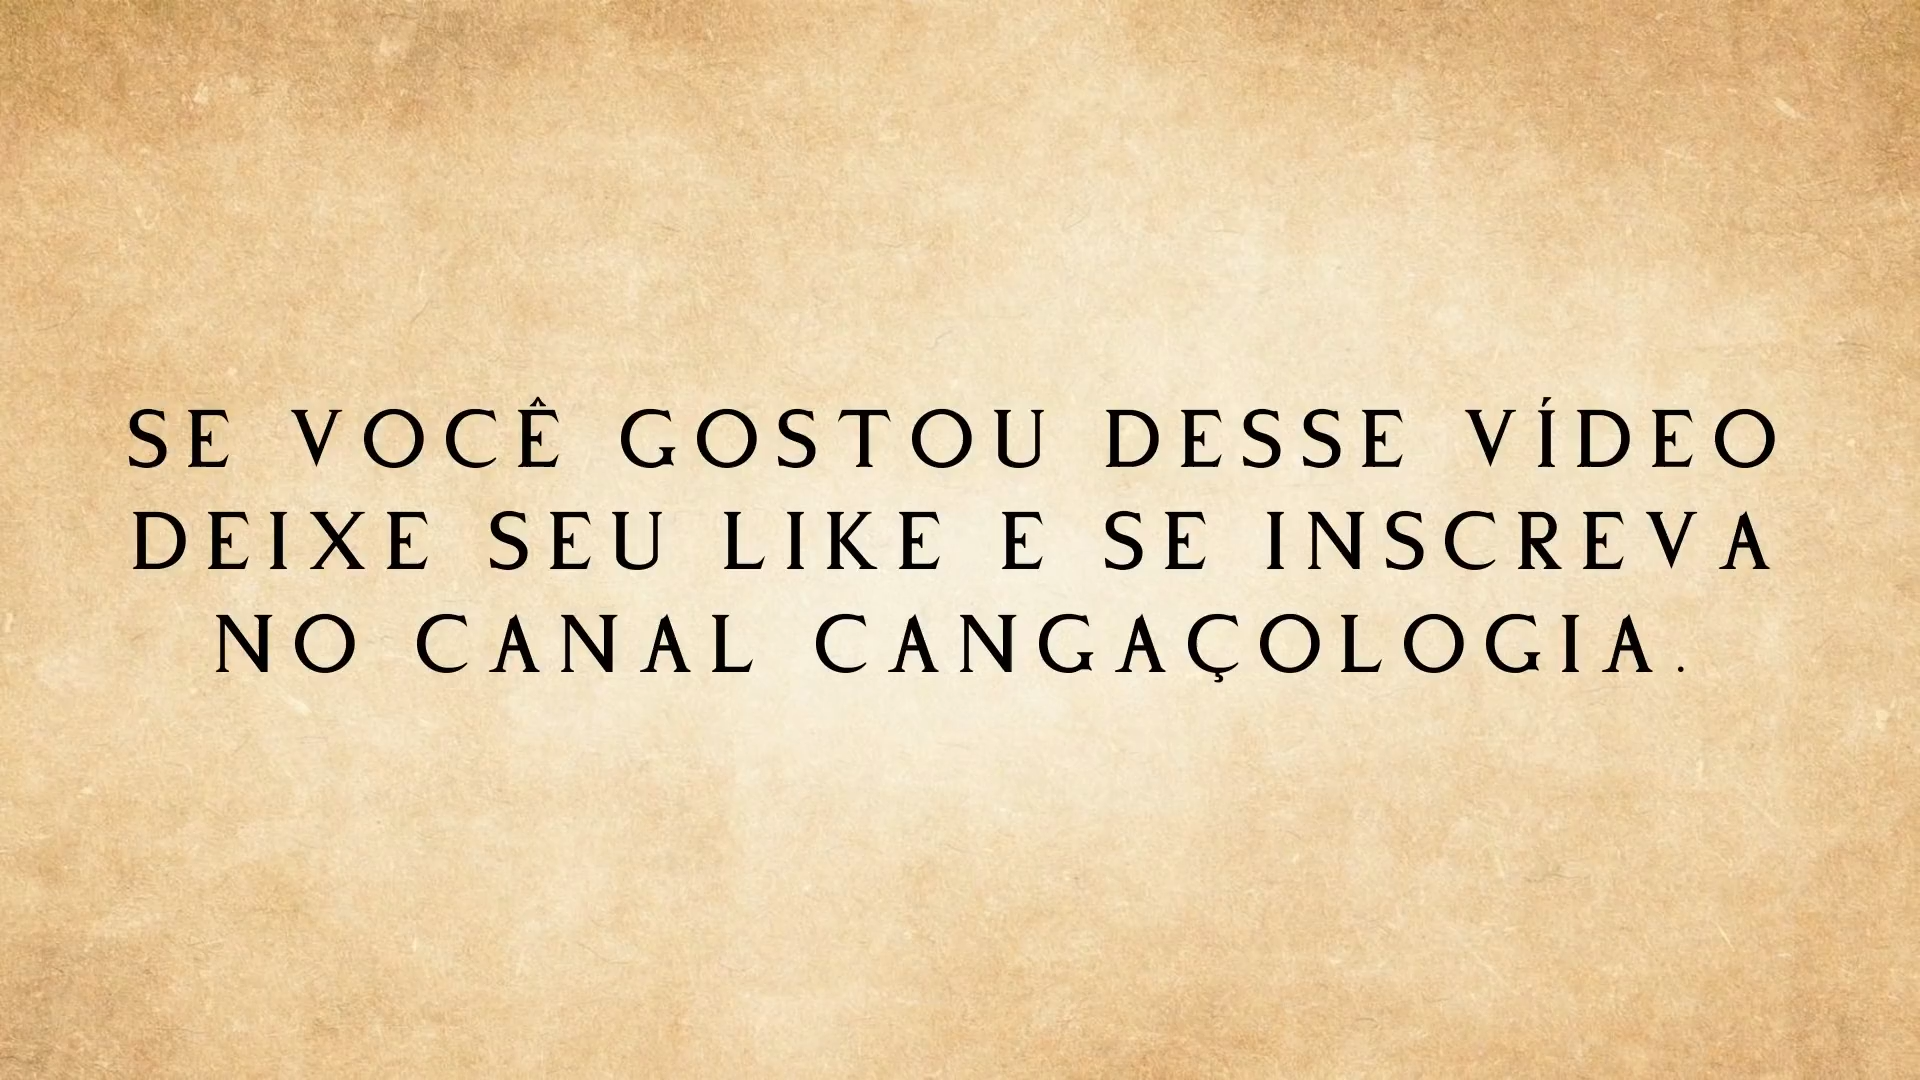 SE VOCÊ GOSTOU DESSE VÍDEO
DEIXE SEU LIKE E SE INSCREVA
NO CANAL CANGAÇOLOGIA.